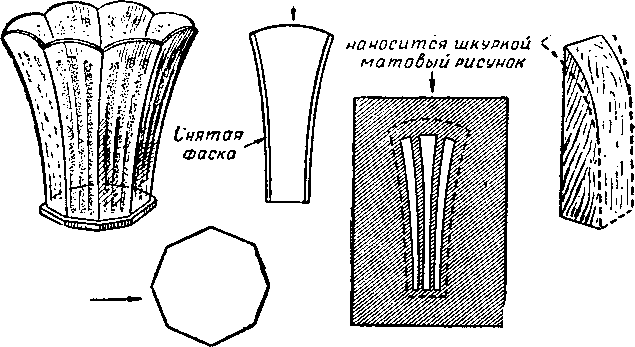 Снятая
фаска
наносится шкуркой
матовый рисунок